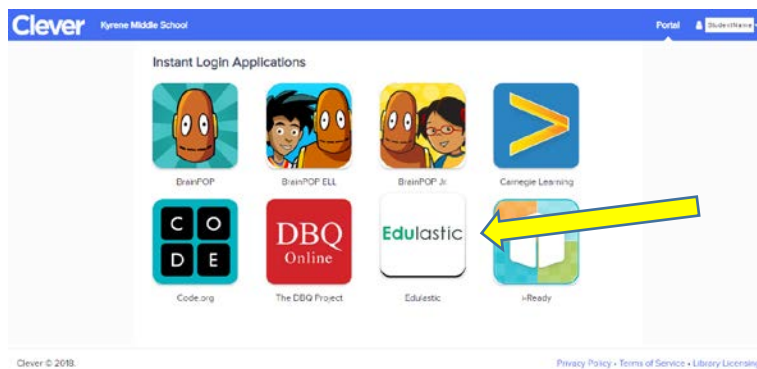 Clever Kyrene Middle School Portal StudentName
Instant Login Applications
BrainPOP BrainPOP ELL BrainPOP Jr. Carnegie Learning
C O
D E
DBQ
Online
Edulastic
Code.org The DBQ Project Edulastic i-Ready
Clever © 2018. Privacy Policy • Terms of Service • Library Licensing